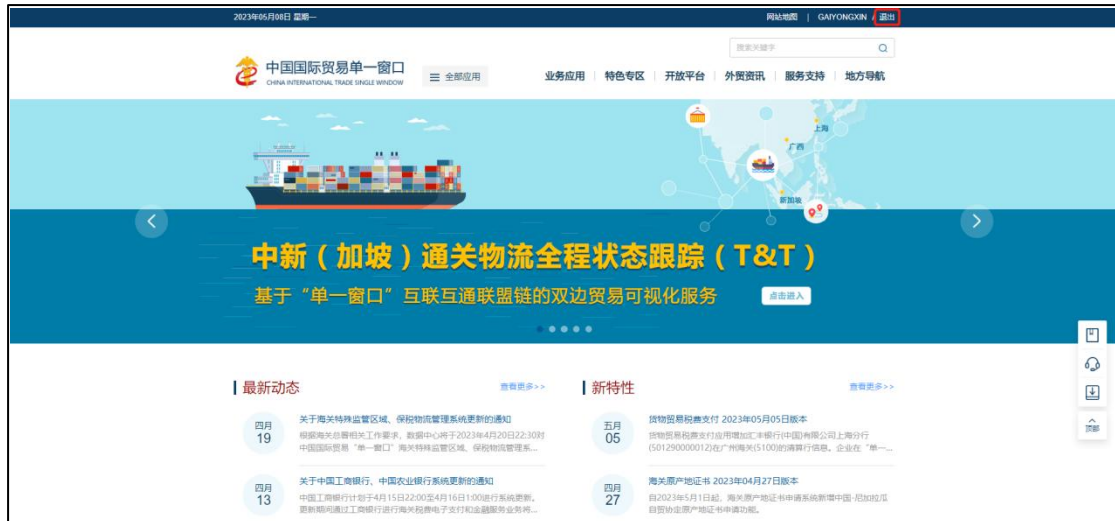 2023年05月08日 星期一
网站地图 | GAIYONGXIN / 退出
搜索关键字
中国国际贸易单一窗口
CHINA INTERNATIONAL TRADE SINGLE WINDOW
全部应用
业务应用 特色专区 开放平台 外贸资讯 服务支持 地方导航
上海
广西
新加坡
中新（加坡）通关物流全程状态跟踪（T&T）
基于“单一窗口”互联互通联盟链的双边贸易可视化服务
点击进入
顶部
最新动态
查看更多>>
四月
19
关于海关特殊监管区域、保税物流管理系统更新的通知
根据海关总署相关工作要求，数据中心将于2023年4月20日22:30对
中国国际贸易“单一窗口”海关特殊监管区域、保税物流管理系...
四月
13
关于中国工商银行、中国农业银行系统更新的通知
中国工商银行计划于4月15日22:00至4月16日1:00进行系统更新。
更新期间通过工商银行进行海关税费电子支付和金融服务业务将...
新特性
查看更多>>
五月
05
货物贸易税费支付 2023年05月05日版本
货物贸易税费支付应用增加汇丰银行(中国)有限公司上海分行
(501290000012)在广州海关(5100)的清算行信息。企业在“单一...
四月
27
海关原产地证书 2023年04月27日版本
自2023年5月1日起，海关原产地证书申请系统新增中国-尼加拉瓜
自贸协定原产地证书申请功能。